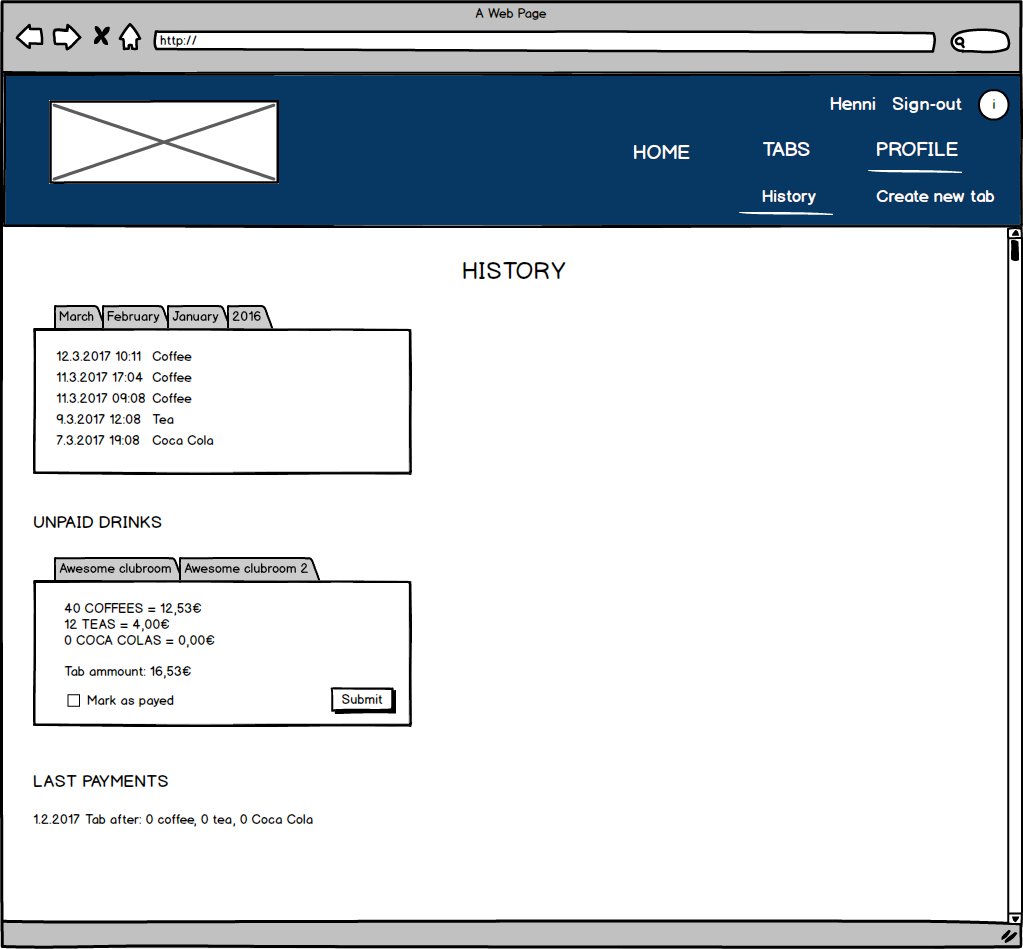 A Web Page
http://
Henni Sign-out i
HOME TABS PROFILE
History Create new tab
HISTORY
March February January 2016
12.3.2017 10:11 Coffee
11.3.2017 17:04 Coffee
11.3.2017 09:08 Coffee
9.3.2017 12:08 Tea
7.3.2017 19:08 Coca Cola
UNPAID DRINKS
Awesome clubroom Awesome clubroom 2
40 COFFEES = 12,53€
12 TEAS = 4,00€
0 COCA COLAS = 0,00€
Tab ammount: 16,53€
Mark as payed Submit
LAST PAYMENTS
1.2.2017 Tab after: 0 coffee, 0 tea, 0 Coca Cola